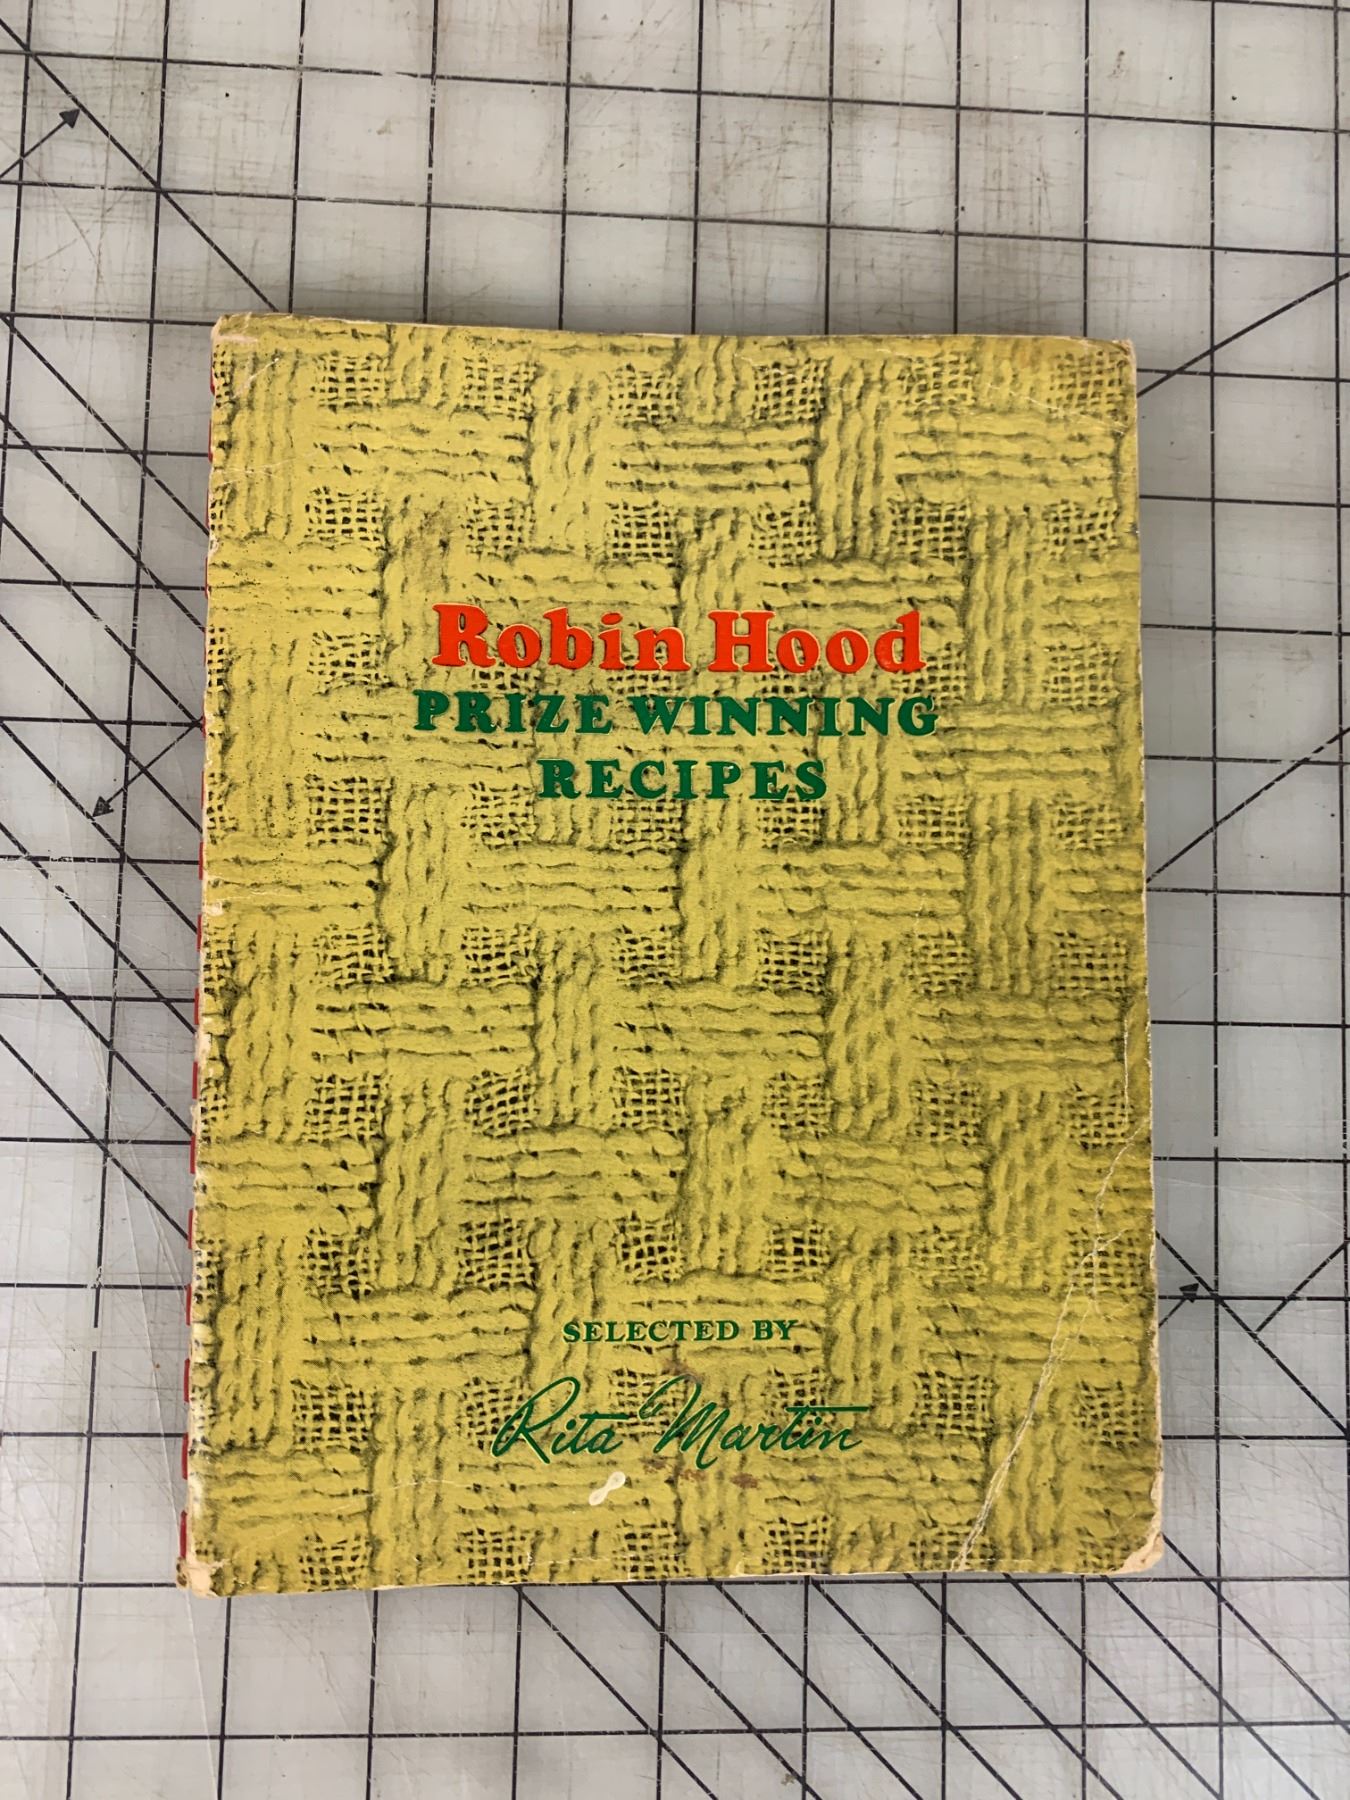 Robin Hood
PRIZE WINNING
RECIPES
SELECTED BY
Rita Martin